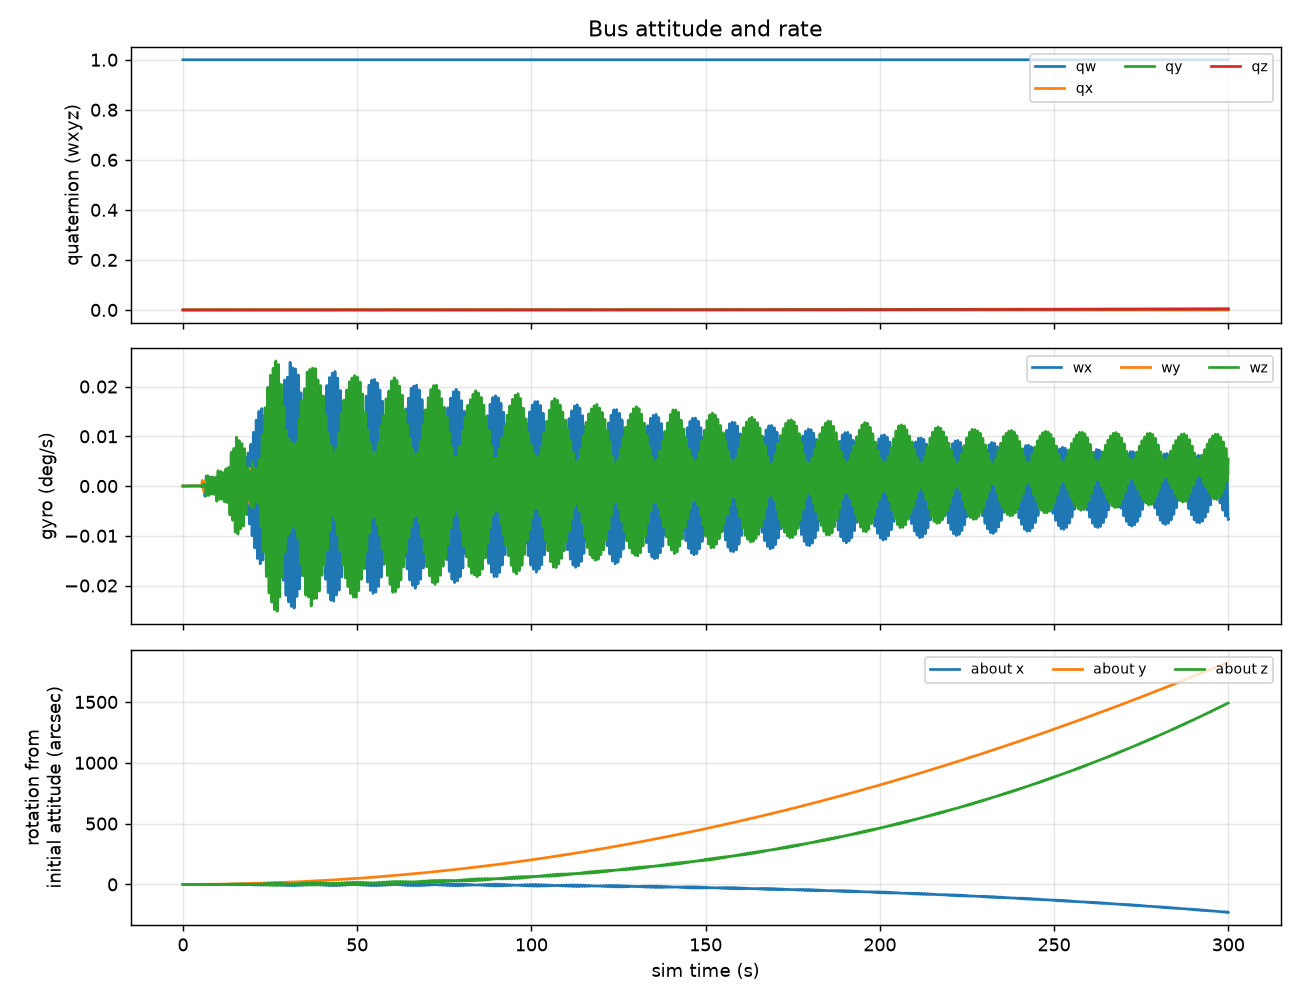 Bus attitude and rate
quaternion (wxyz)
1.0
0.8
0.6
0.4
0.2
0.0
qw qy qz
qx
gyro (deg/s)
0.02
0.01
0.00
−0.01
−0.02
wx wy wz
rotation from
initial attitude (arcsec)
1500
1000
500
0
about x about y about z
0 50 100 150 200 250 300
sim time (s)